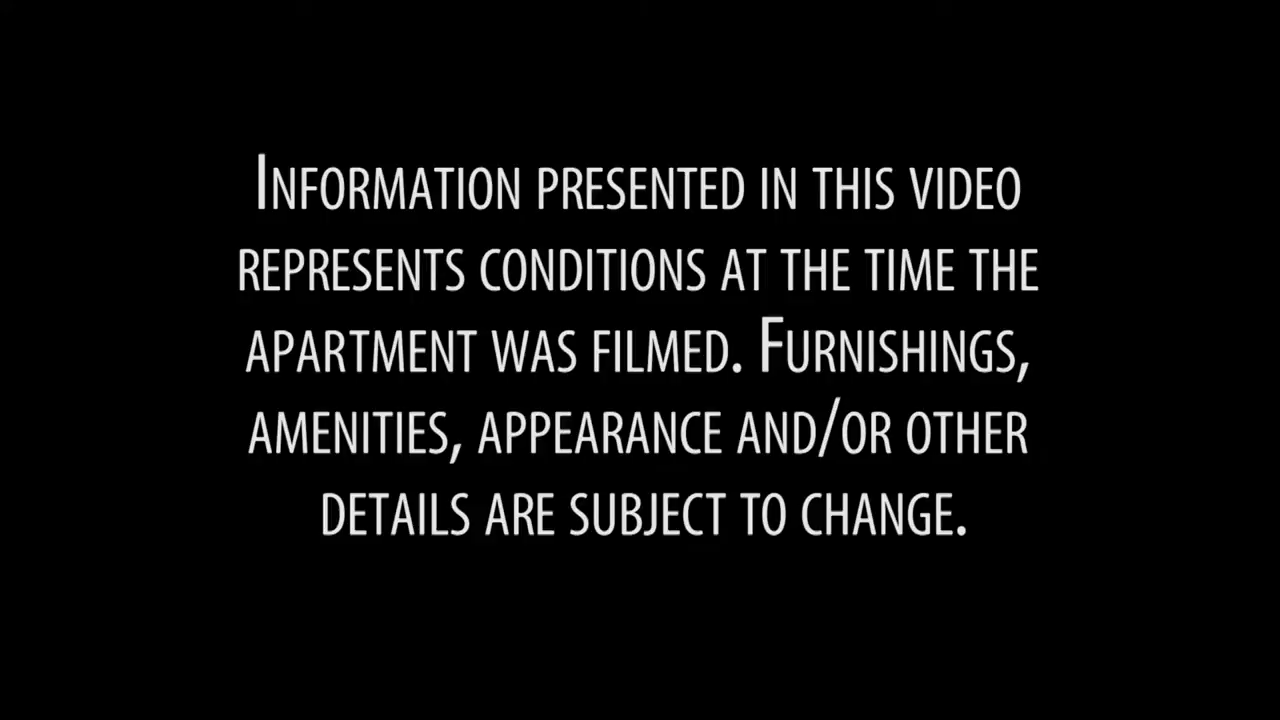 Information presented in this video
represents conditions at the time the
apartment was filmed. Furnishings,
amenities, appearance and/or other
details are subject to change.